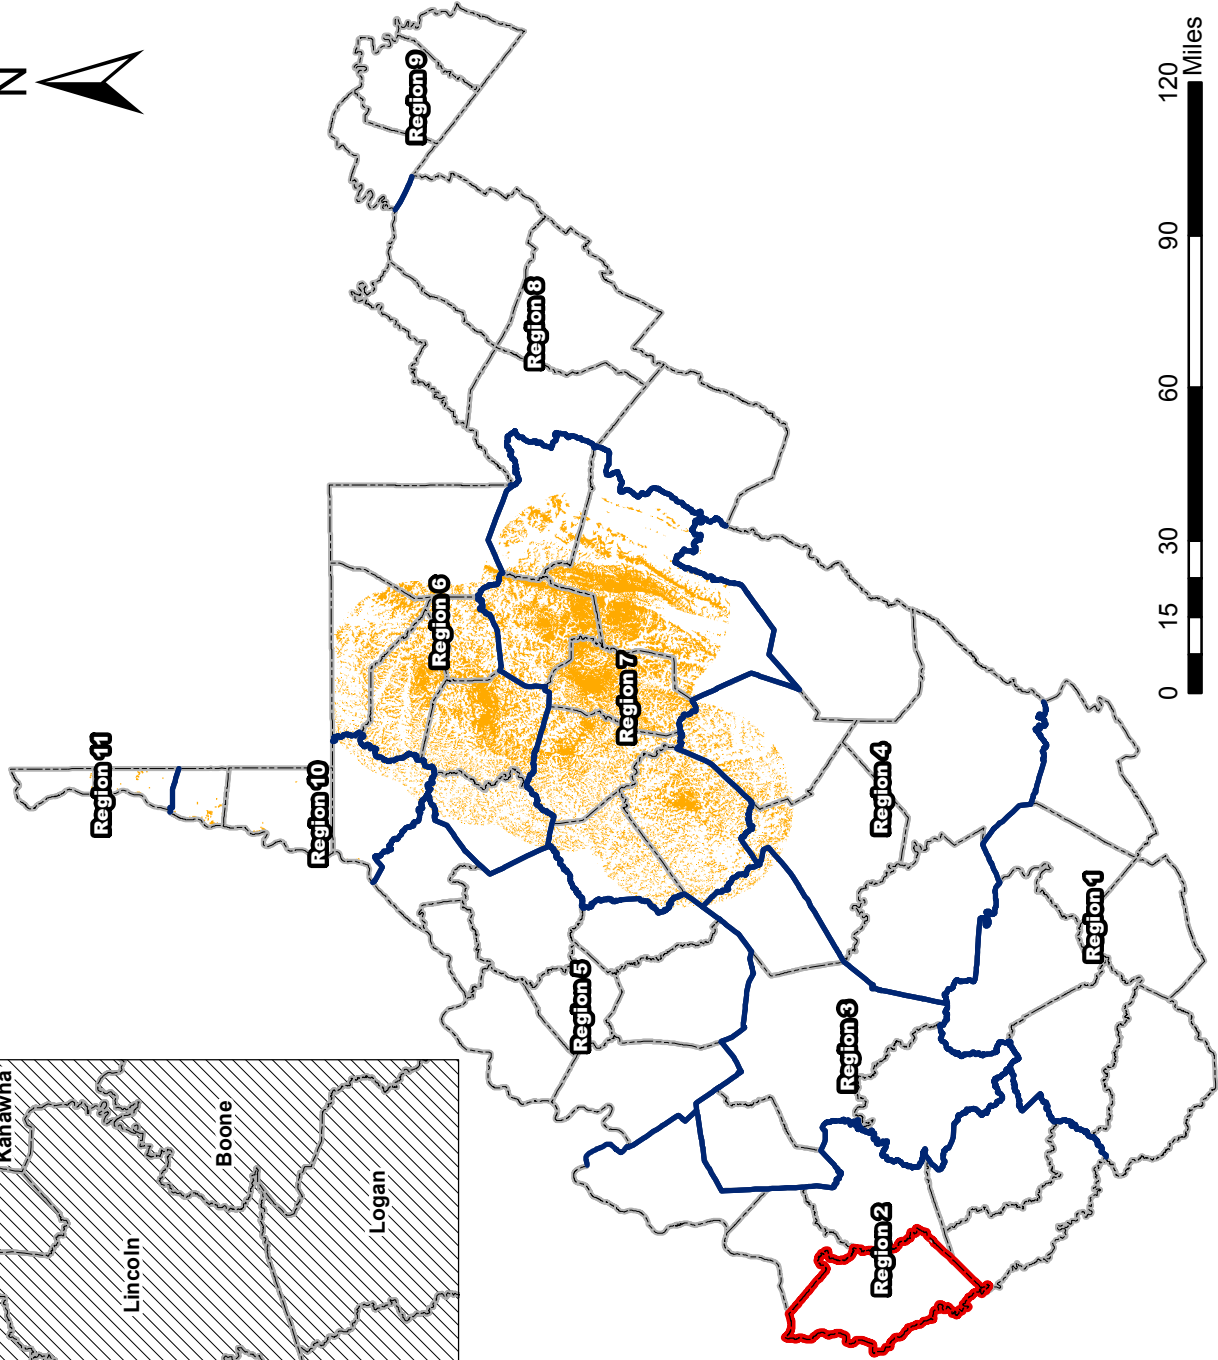 N
Region 9
Region 8
Region 6
Region 11
Region 10
Region 7
Region 4
Region 5
Region 3
Region 1
Region 2
Kanawha
Boone
Lincoln
Logan
0 15 30 60 90 120
Miles